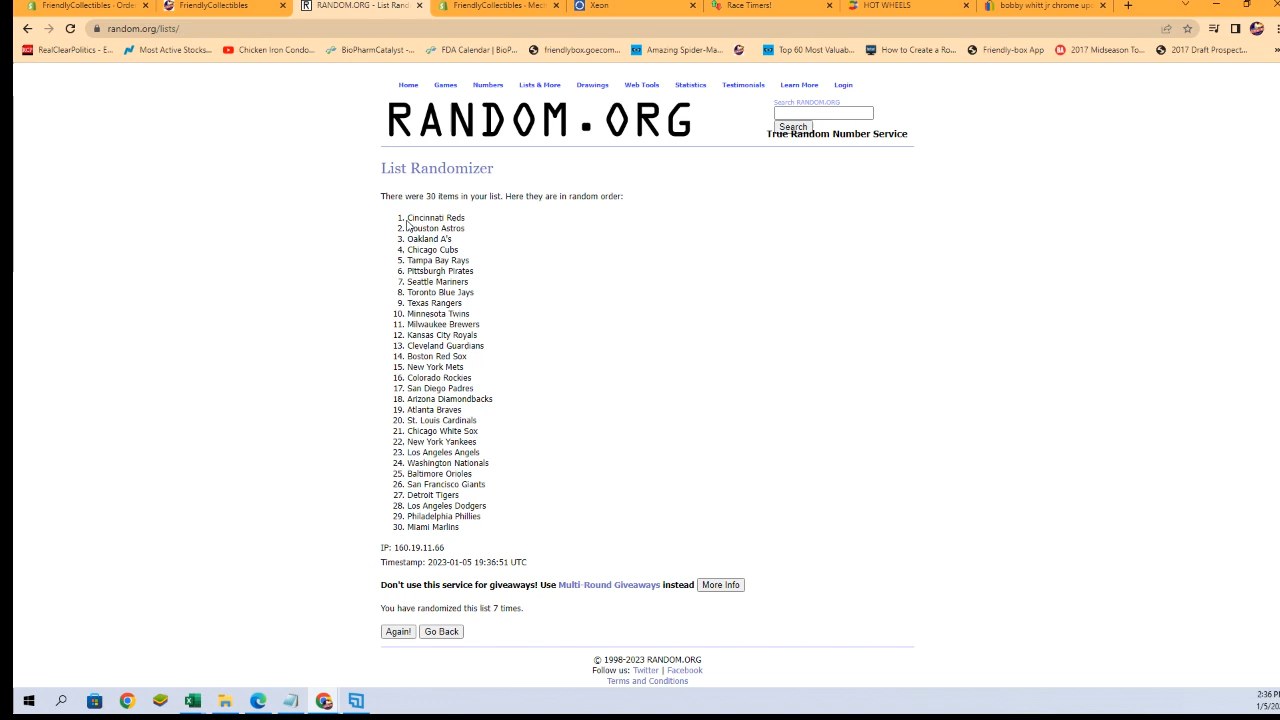 FriendlyCollectibles - Orde
FriendlyCollectibles
RANDOM.ORG - List Rand
FriendlyCollectibles - Mech
Xeon
Race Timers!
HOT WHEELS
bobby whitt jr chrome upd
random.org/lists/
RealClearPolitics - E...
Most Active Stocks...
Chicken Iron Condo...
BioPharmCatalyst -...
FDA Calendar | BioP...
friendlybox.goecom...
Amazing Spider-Ma...
Top 60 Most Valuab...
How to Create a Ro...
Friendly-box App
2017 Midseason To...
2017 Draft Prospect...
Home Games Numbers Lists & More Drawings Web Tools Statistics Testimonials Learn More Login
RANDOM.ORG
Search RANDOM.ORG
Search
True Random Number Service
List Randomizer
There were 30 items in your list. Here they are in random order:
1. Cincinnati Reds
2. Houston Astros
3. Oakland A's
4. Chicago Cubs
5. Tampa Bay Rays
6. Pittsburgh Pirates
7. Seattle Mariners
8. Toronto Blue Jays
9. Texas Rangers
10. Minnesota Twins
11. Milwaukee Brewers
12. Kansas City Royals
13. Cleveland Guardians
14. Boston Red Sox
15. New York Mets
16. Colorado Rockies
17. San Diego Padres
18. Arizona Diamondbacks
19. Atlanta Braves
20. St. Louis Cardinals
21. Chicago White Sox
22. New York Yankees
23. Los Angeles Angels
24. Washington Nationals
25. Baltimore Orioles
26. San Francisco Giants
27. Detroit Tigers
28. Los Angeles Dodgers
29. Philadelphia Phillies
30. Miami Marlins
IP: 160.19.11.66
Timestamp: 2023-01-05 19:36:51 UTC
Don't use this service for giveaways! Use Multi-Round Giveaways instead More Info
You have randomized this list 7 times.
Again! Go Back
© 1998-2023 RANDOM.ORG
Follow us: Twitter | Facebook
Terms and Conditions
2:36 PM
1/5/20